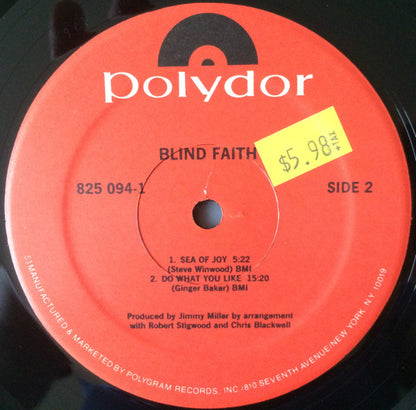 polydor
BLIND FAITH
$5.98
+TAX
825 094-1
SIDE 2
1. SEA OF JOY 5:22
(Steve Winwood) BMI
2. DO WHAT YOU LIKE 15:20
(Ginger Baker) BMI
Produced by Jimmy Miller by arrangement
with Robert Stigwood and Chris Blackwell
MANUFACTURED & MARKETED BY POLYGRAM RECORDS, INC./810 SEVENTH AVENUE/NEW YORK, NY 10019